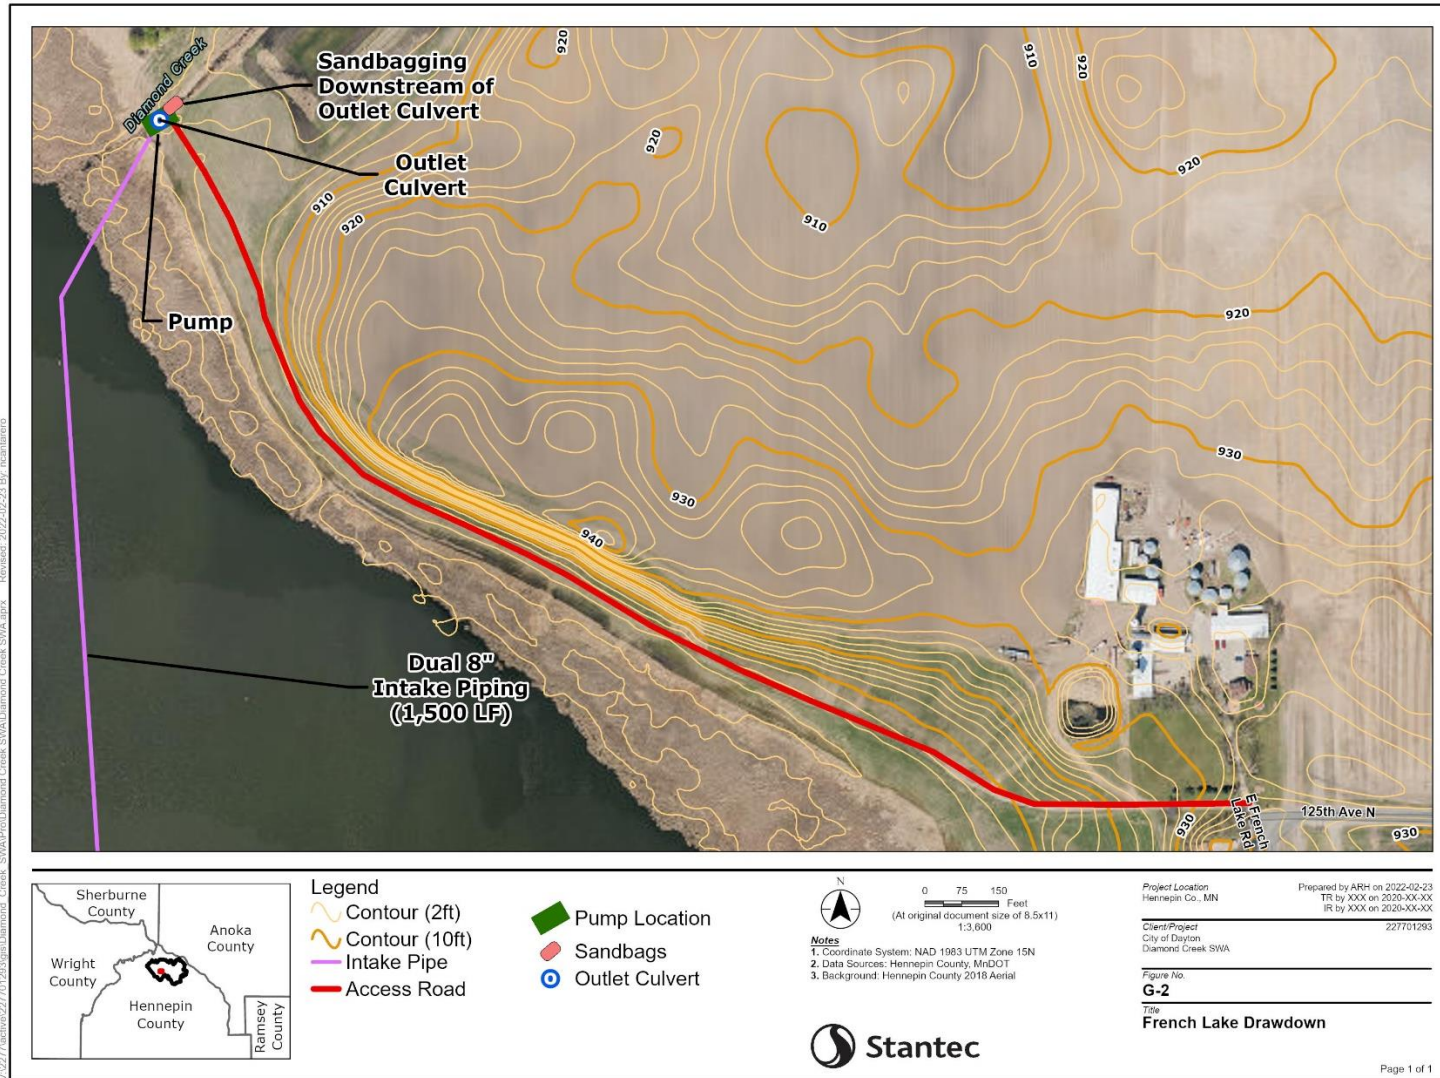 Diamond Creek
Sandbagging
Downstream of
Outlet Culvert
Outlet
Culvert
Pump
Dual 8"
Intake Piping
(1,500 LF)
920
910
920
920
920
910
910
920
920
930
930
940
930
930
E French
Lake Rd
125th Ave N
Sherburne
County
Anoka
County
Wright
County
Hennepin
County
Ramsey
County
Legend
Contour (2ft)
Contour (10ft)
Intake Pipe
Access Road
Pump Location
Sandbags
Outlet Culvert
N
0 75 150
Feet
(At original document size of 8.5x11)
1:3,600
Notes
1. Coordinate System: NAD 1983 UTM Zone 15N
2. Data Sources: Hennepin County, MnDOT
3. Background: Hennepin County 2018 Aerial
Stantec
Project Location
Hennepin Co., MN
Prepared by ARH on 2022-02-23
TR by XXX on 2020-XX-XX
IR by XXX on 2020-XX-XX
Client/Project
227701293
City of Dayton
Diamond Creek SWA
Figure No.
G-2
Title
French Lake Drawdown
Page 1 of 1
Revised: 2022-02-23 By: ncantarero